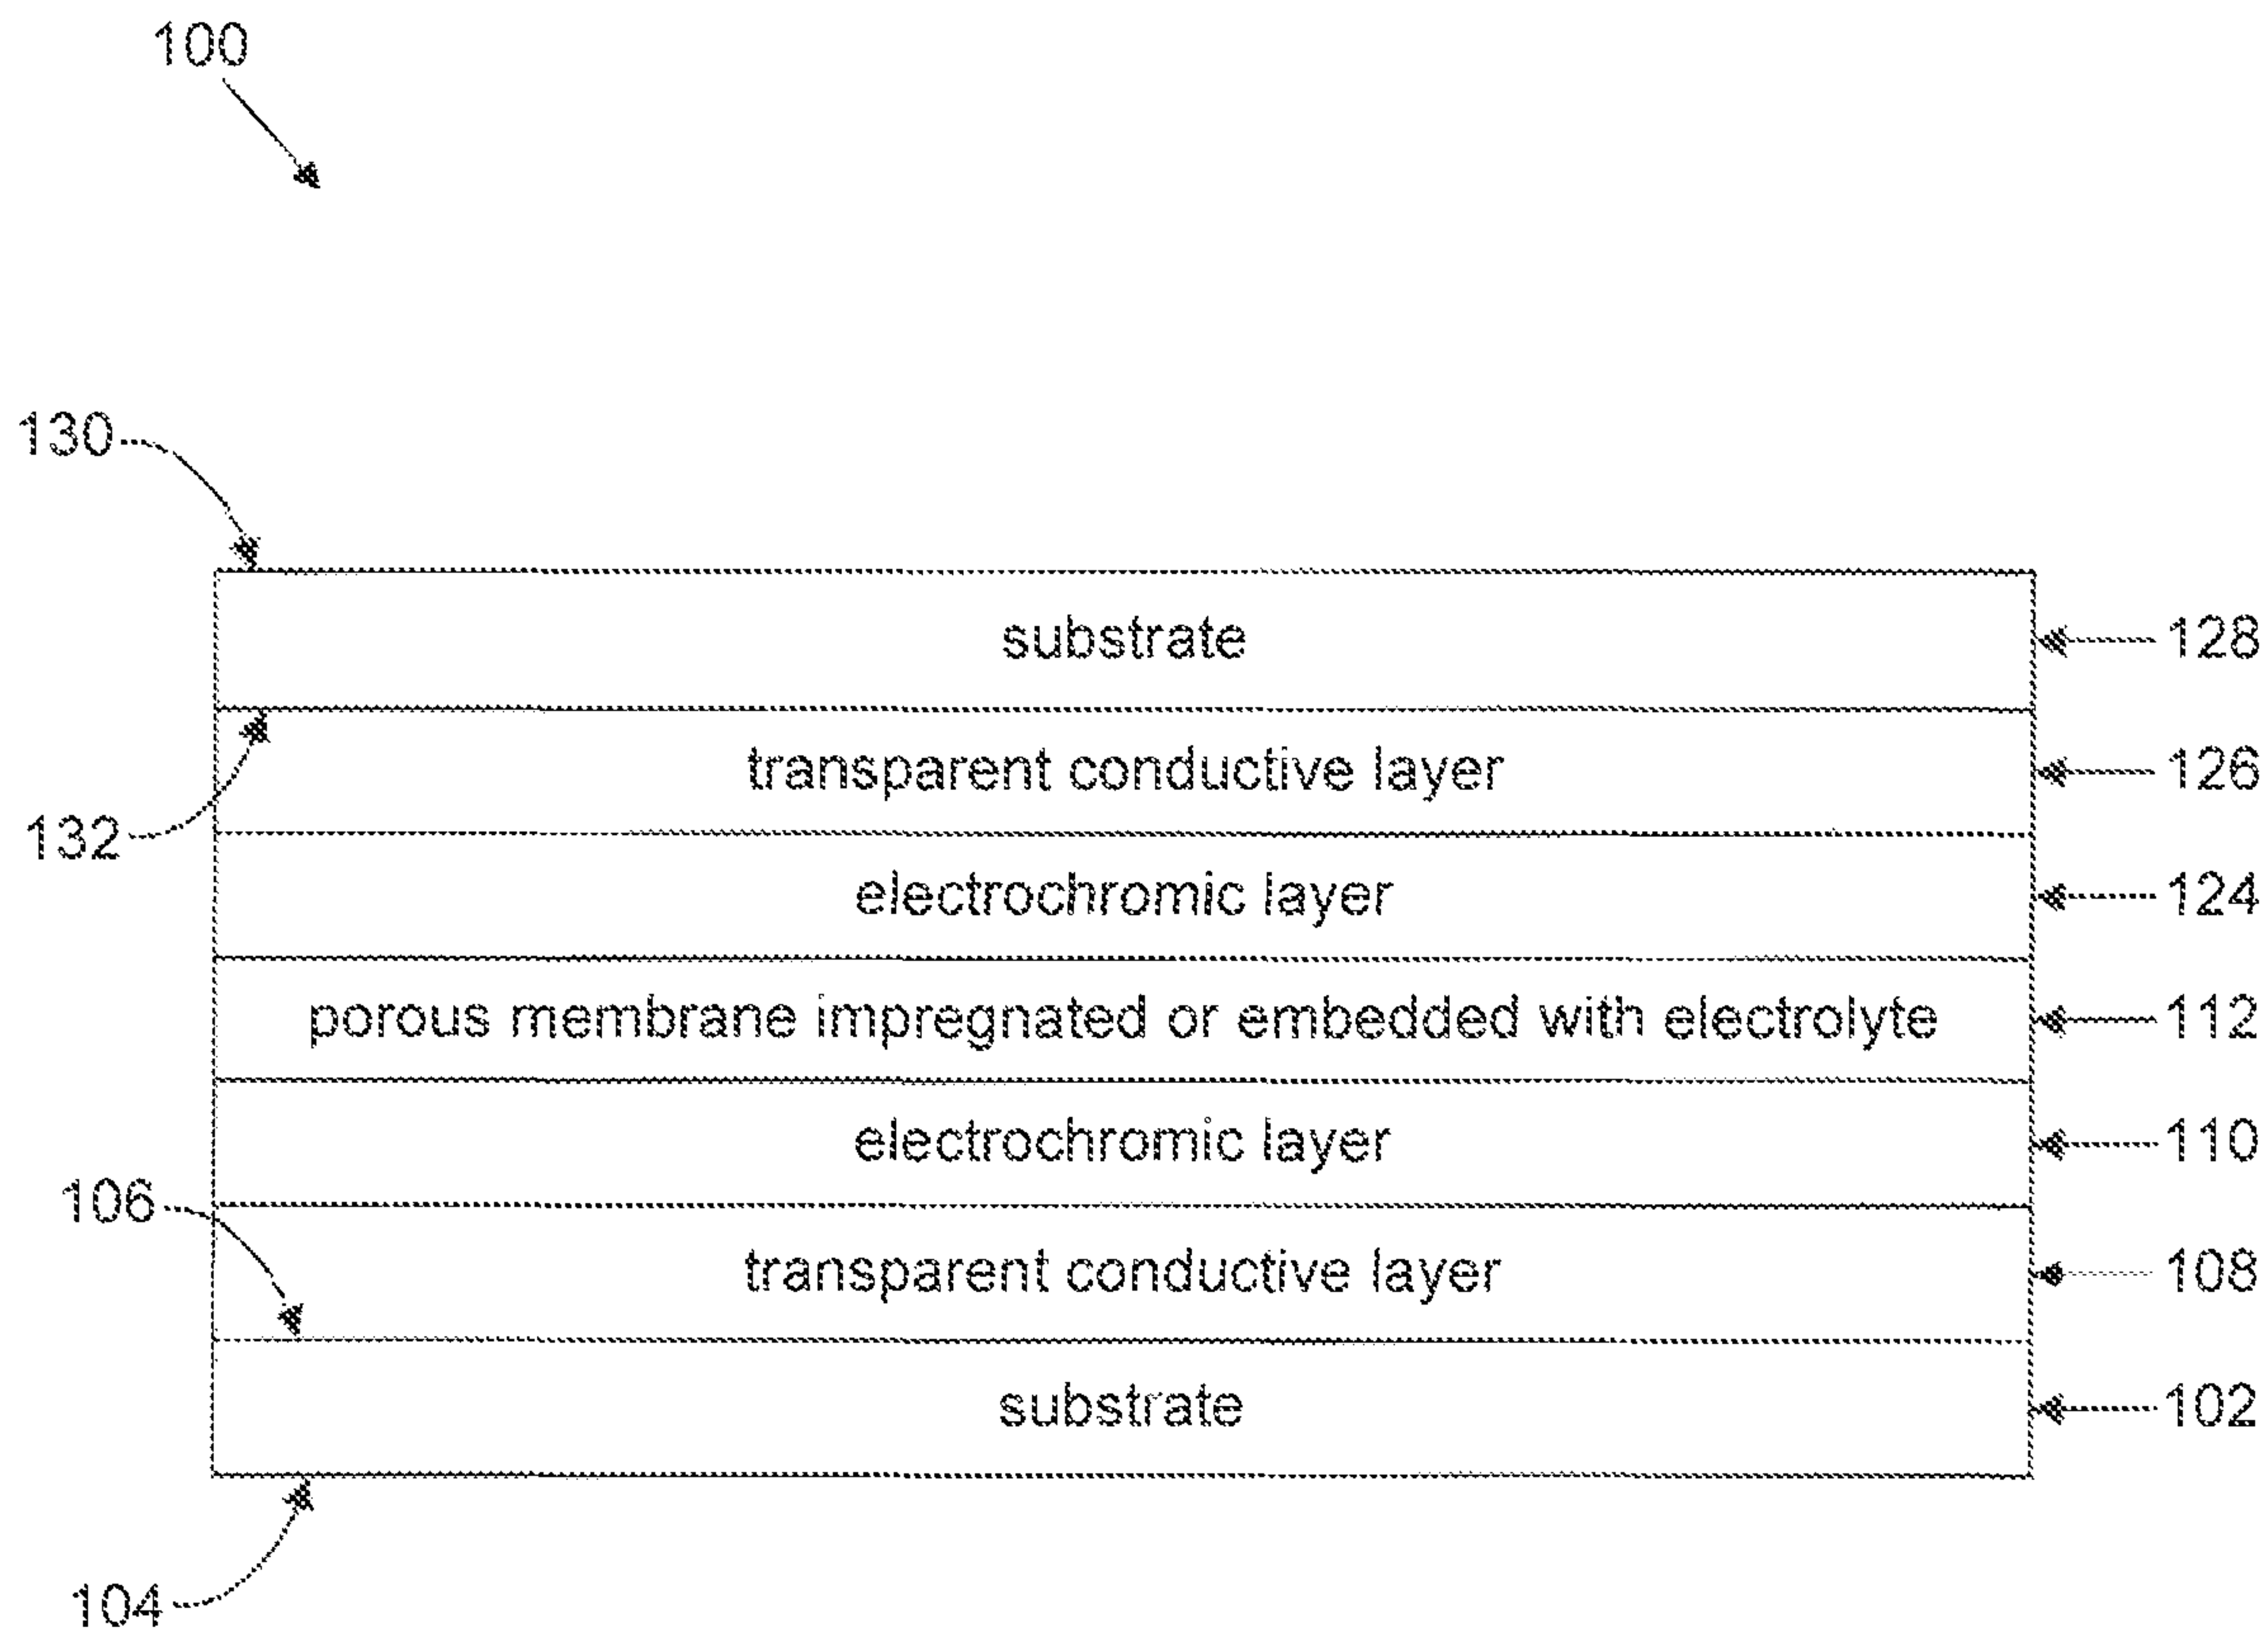 100
130
substrate
128
transparent conductive layer
126
132
electrochromic layer
124
porous membrane impregnated or embedded with electrolyte
112
electrochromic layer
110
106
transparent conductive layer
108
substrate
102
104